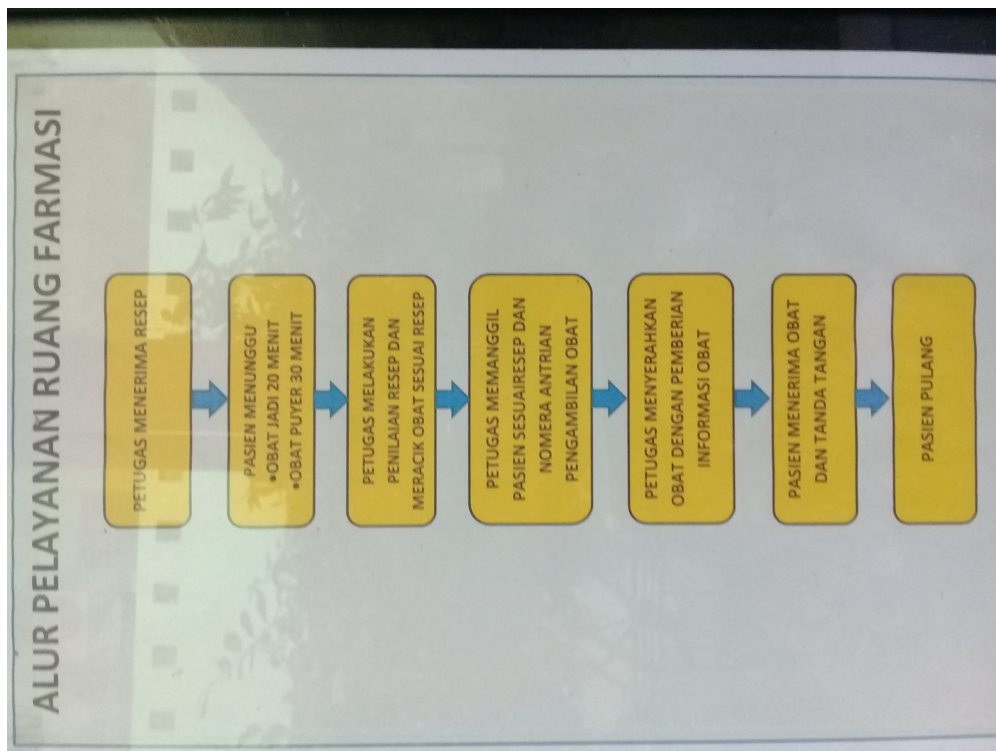 ALUR PELAYANAN RUANG FARMASI
PETUGAS MENERIMA RESEP
PASIEN MENUNGGU
•OBAT JADI 20 MENIT
•OBAT PUYER 30 MENIT
PETUGAS MELAKUKAN
PENILAIAN RESEP DAN
MERACIK OBAT SESUAI RESEP
PETUGAS MEMANGGIL
PASIEN SESUAIRESEP DAN
NOMERA ANTRIAN
PENGAMBILAN OBAT
PETUGAS MENYERAHKAN
OBAT DENGAN PEMBERIAN
INFORMASI OBAT
PASIEN MENERIMA OBAT
DAN TANDA TANGAN
PASIEN PULANG